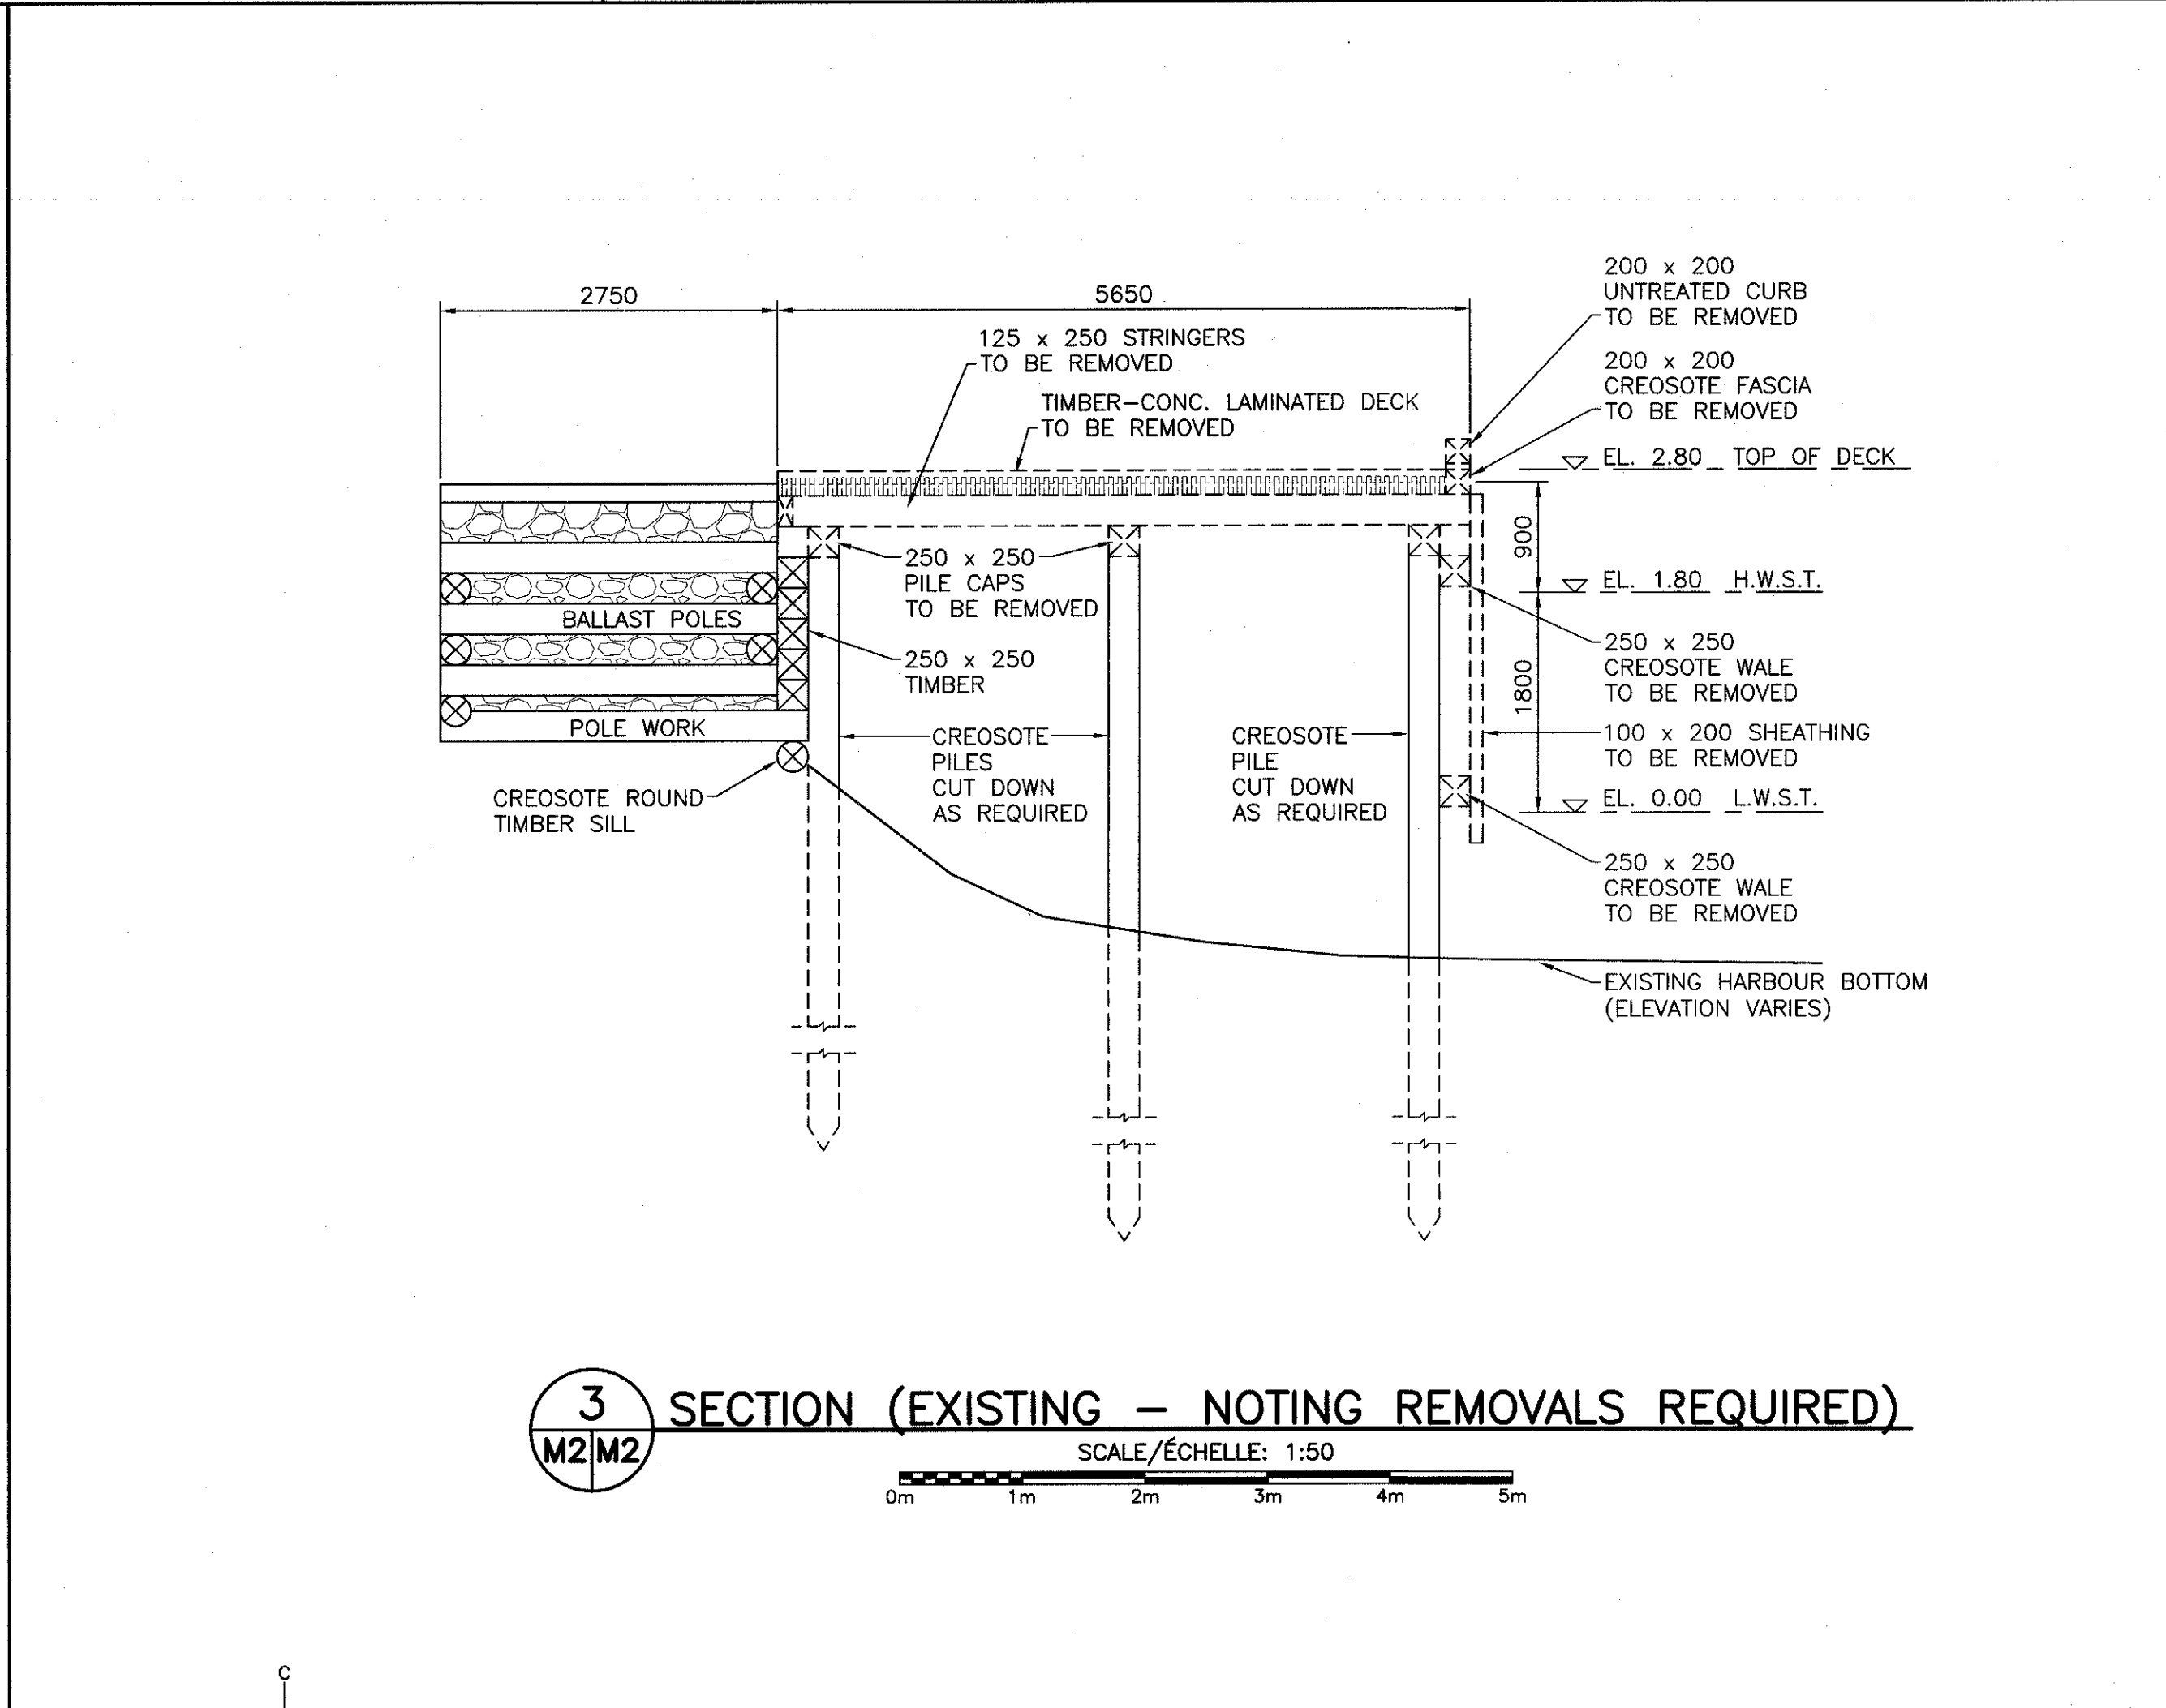 2750
5650
200 x 200
UNTREATED CURB
TO BE REMOVED
125 x 250 STRINGERS
TO BE REMOVED
200 x 200
CREOSOTE FASCIA
TO BE REMOVED
TIMBER-CONC. LAMINATED DECK
TO BE REMOVED
EL. 2.80 TOP OF DECK
900
250 x 250
PILE CAPS
TO BE REMOVED
EL. 1.80 H.W.S.T.
BALLAST POLES
250 x 250
TIMBER
250 x 250
CREOSOTE WALE
TO BE REMOVED
1800
POLE WORK
CREOSOTE
PILES
CUT DOWN
AS REQUIRED
CREOSOTE
PILE
CUT DOWN
AS REQUIRED
100 x 200 SHEATHING
TO BE REMOVED
CREOSOTE ROUND
TIMBER SILL
EL. 0.00 L.W.S.T.
250 x 250
CREOSOTE WALE
TO BE REMOVED
EXISTING HARBOUR BOTTOM
(ELEVATION VARIES)
3
M2 M2
SECTION (EXISTING – NOTING REMOVALS REQUIRED)
SCALE/ÉCHELLE: 1:50
0m 1m 2m 3m 4m 5m
C